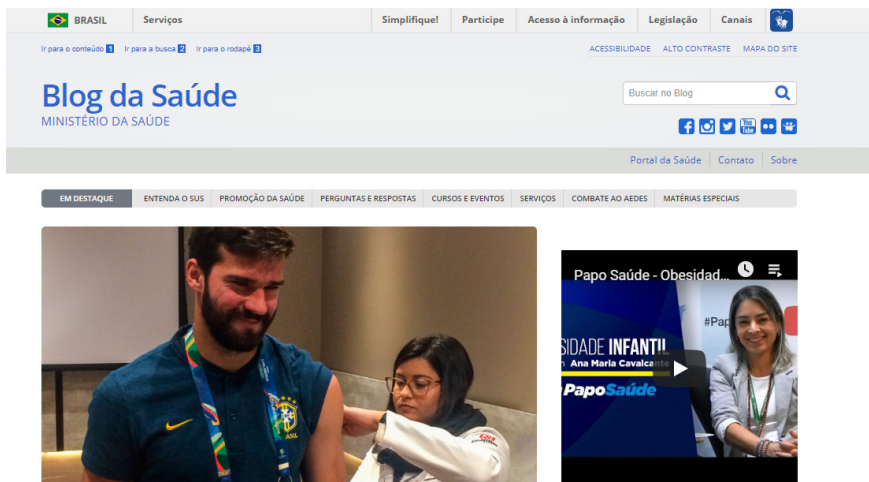 BRASIL Serviços Simplifique! Participe Acesso à informação Legislação Canais
Ir para o conteúdo 1 Ir para a busca 2 Ir para o rodapé 3 ACESSIBILIDADE ALTO CONTRASTE MAPA DO SITE
Blog da Saúde
MINISTÉRIO DA SAÚDE
Buscar no Blog
You Tube
Portal da Saúde Contato Sobre
EM DESTAQUE ENTENDA O SUS PROMOÇÃO DA SAÚDE PERGUNTAS E RESPOSTAS CURSOS E EVENTOS SERVIÇOS COMBATE AO AEDES MATÉRIAS ESPECIAIS
Papo Saúde - Obesidad...
#Pap
SIDADE INFANTIL
Ana Maria Cavalcante
#PapoSaúde